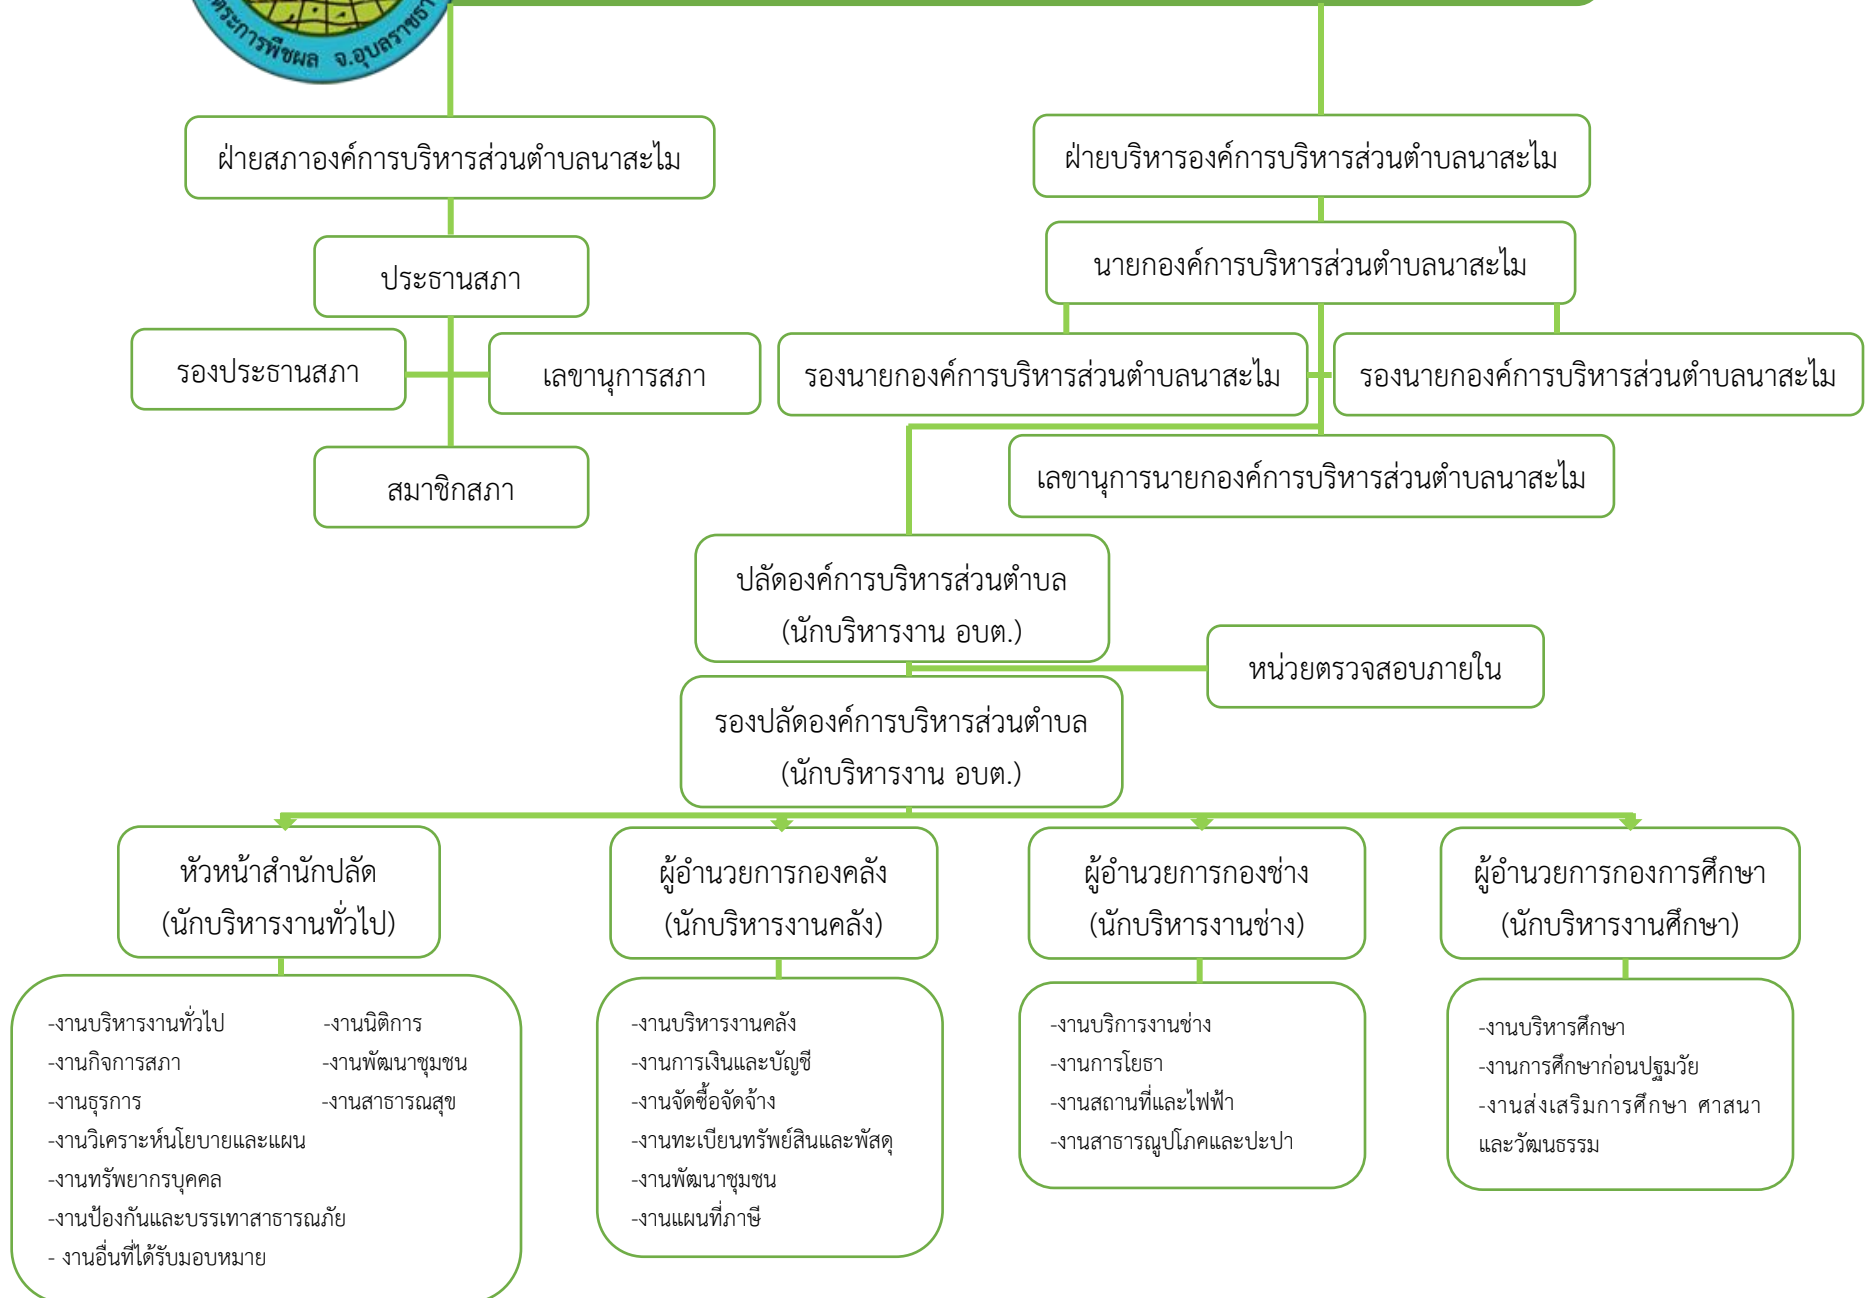 ตระการพืชผล จ.อุบลราชธา
ฝ่ายสภาองค์การบริหารส่วนตำบลนาสะไม
ฝ่ายบริหารองค์การบริหารส่วนตำบลนาสะไม
ประธานสภา
นายกองค์การบริหารส่วนตำบลนาสะไม
รองประธานสภา
เลขานุการสภา
รองนายกองค์การบริหารส่วนตำบลนาสะไม
รองนายกองค์การบริหารส่วนตำบลนาสะไม
สมาชิกสภา
เลขานุการนายกองค์การบริหารส่วนตำบลนาสะไม
ปลัดองค์การบริหารส่วนตำบล
(นักบริหารงาน อบต.)
หน่วยตรวจสอบภายใน
รองปลัดองค์การบริหารส่วนตำบล
(นักบริหารงาน อบต.)
หัวหน้าสำนักปลัด
(นักบริหารงานทั่วไป)
ผู้อำนวยการกองคลัง
(นักบริหารงานคลัง)
ผู้อำนวยการกองช่าง
(นักบริหารงานช่าง)
ผู้อำนวยการกองการศึกษา
(นักบริหารงานศึกษา)
-งานบริหารงานทั่วไป -งานนิติการ
-งานกิจการสภา -งานพัฒนาชุมชน
-งานธุรการ -งานสาธารณสุข
-งานวิเคราะห์นโยบายและแผน
-งานทรัพยากรบุคคล
-งานป้องกันและบรรเทาสาธารณภัย
- งานอื่นที่ได้รับมอบหมาย
-งานบริหารงานคลัง
-งานการเงินและบัญชี
-งานจัดซื้อจัดจ้าง
-งานทะเบียนทรัพย์สินและพัสดุ
-งานพัฒนาชุมชน
-งานแผนที่ภาษี
-งานบริการงานช่าง
-งานการโยธา
-งานสถานที่และไฟฟ้า
-งานสาธารณูปโภคและปะปา
-งานบริหารศึกษา
-งานการศึกษาก่อนปฐมวัย
-งานส่งเสริมการศึกษา ศาสนา
และวัฒนธรรม